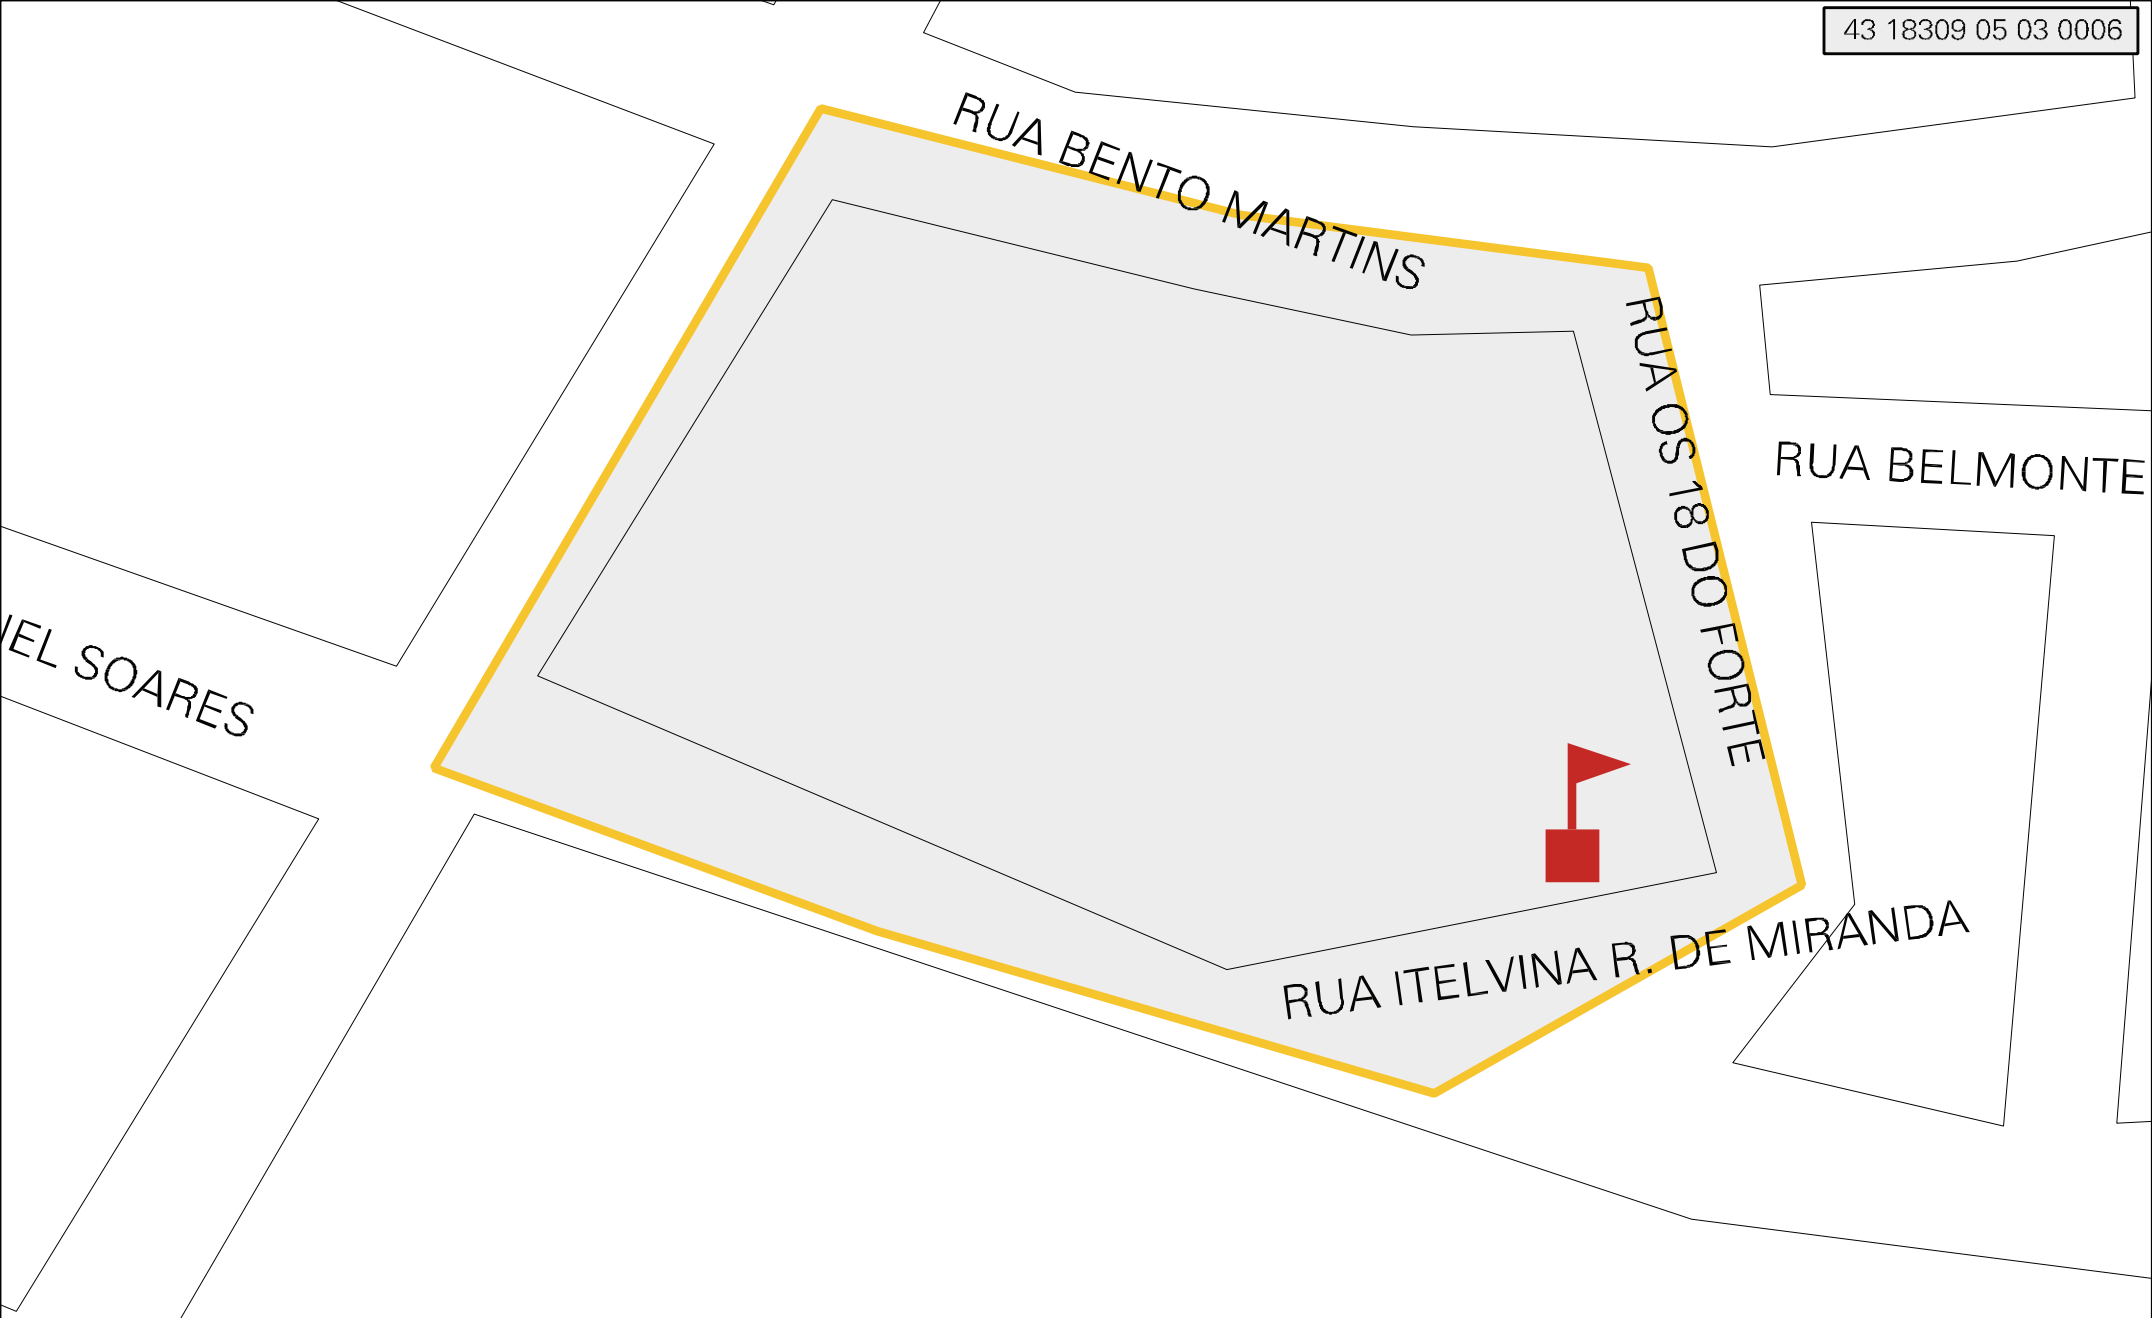 43 18309 05 03 0006
RUA BENTO MARTINS
RUA OS 18 DO FORTE
RUA BELMONTE
IEL SOARES
RUA ITELVINA R. DE MIRANDA